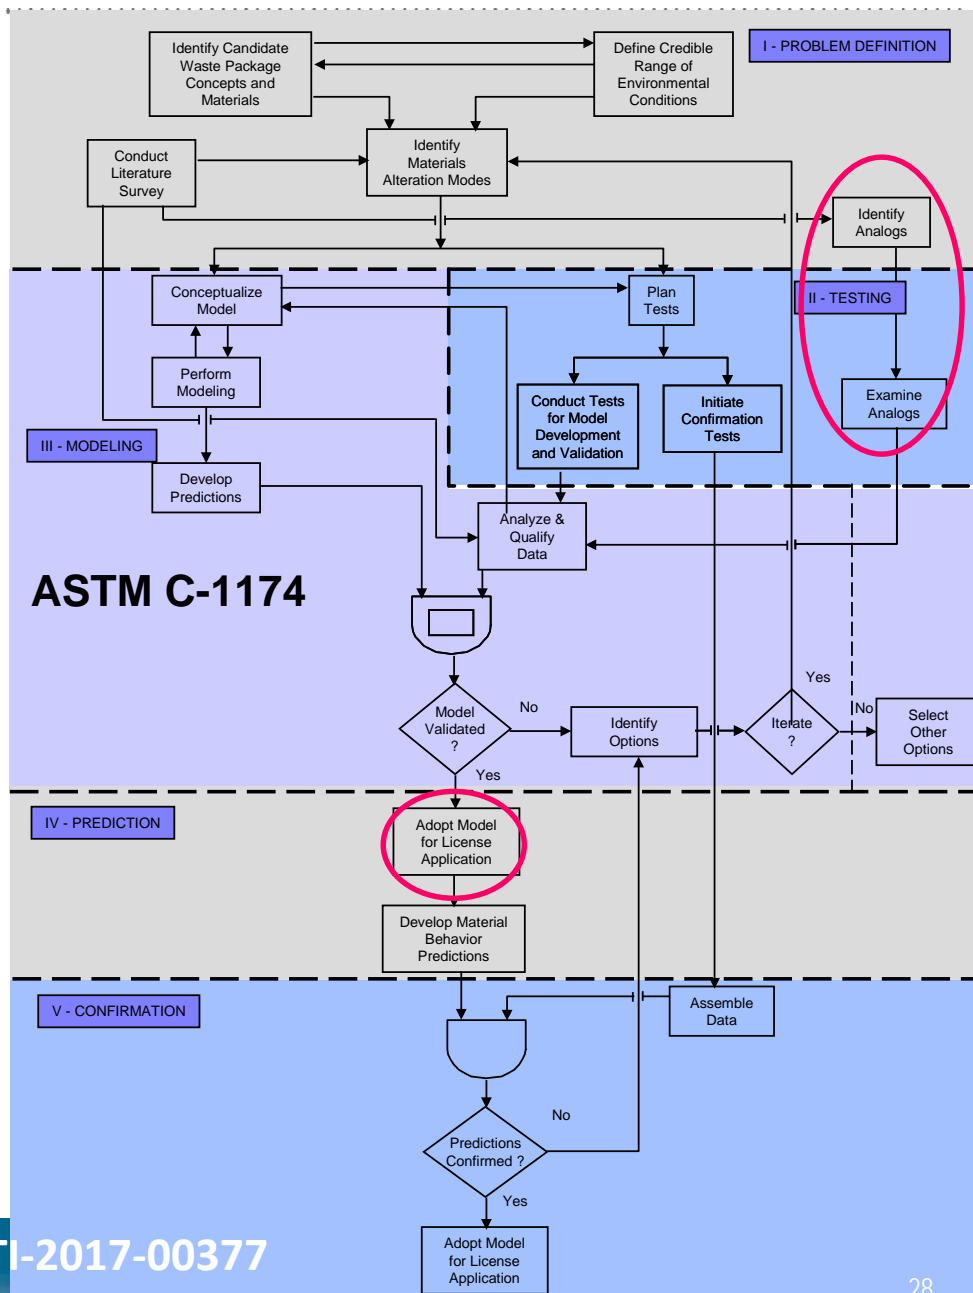 Identify Candidate
Waste Package
Concepts and
Materials
Define Credible
Range of
Environmental
Conditions
I - PROBLEM DEFINITION
Conduct
Literature
Survey
Identify
Materials
Alteration Modes
Identify
Analogs
Conceptualize
Model
Plan
Tests
II - TESTING
Perform
Modeling
Conduct Tests
for Model
Development
and Validation
Initiate
Confirmation
Tests
Examine
Analogs
III - MODELING
Develop
Predictions
Analyze &
Qualify
Data
ASTM C-1174
Model
Validated
?
No
Identify
Options
Iterate
?
Yes
No
Select
Other
Options
Yes
IV - PREDICTION
Adopt Model
for License
Application
Develop Material
Behavior
Predictions
V - CONFIRMATION
Assemble
Data
Predictions
Confirmed ?
No
Yes
Adopt Model
for License
Application
I-2017-00377
28